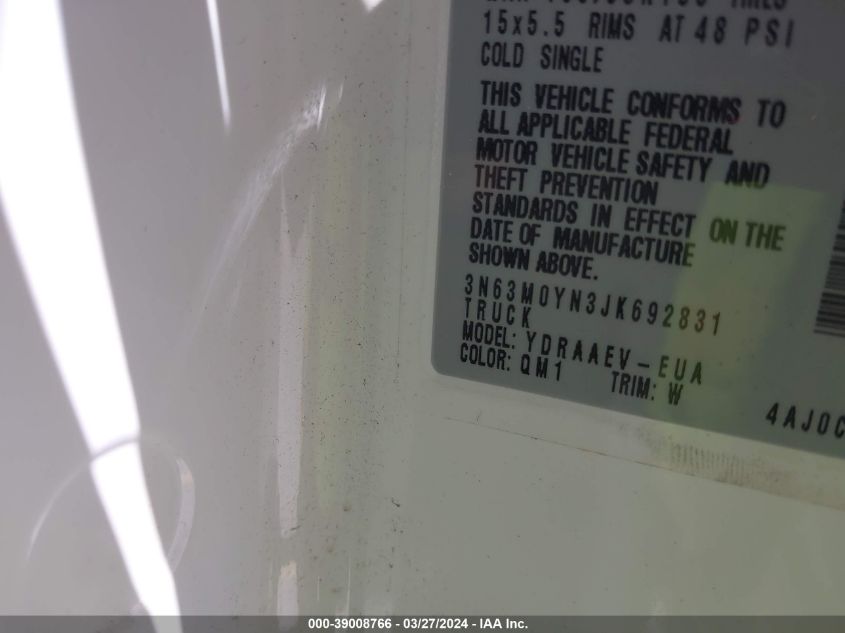 15x5.5 RIMS AT 48 PSI
COLD SINGLE
THIS VEHICLE CONFORMS TO
ALL APPLICABLE FEDERAL
MOTOR VEHICLE SAFETY AND
THEFT PREVENTION
STANDARDS IN EFFECT ON THE
DATE OF MANUFACTURE
SHOWN ABOVE.
3N63M0YN3JK692831
TRUCK
MODEL: YDRAAEV-EUA
COLOR: QM1 TRIM: W
4AJ0C
000-39008766 - 03/27/2024 - IAA Inc.